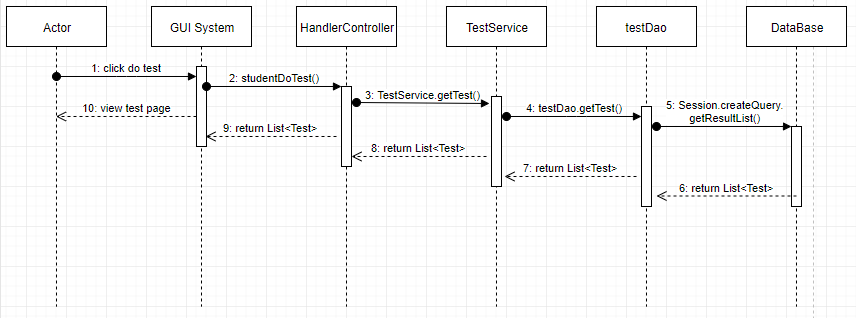 Actor
GUI System
HandlerController
TestService
testDao
DataBase
1: click do test
2: studentDoTest()
3: TestService.getTest()
4: testDao.getTest()
5: Session.createQuery.
getResultList()
10: view test page
9: return List<Test>
8: return List<Test>
7: return List<Test>
6: return List<Test>